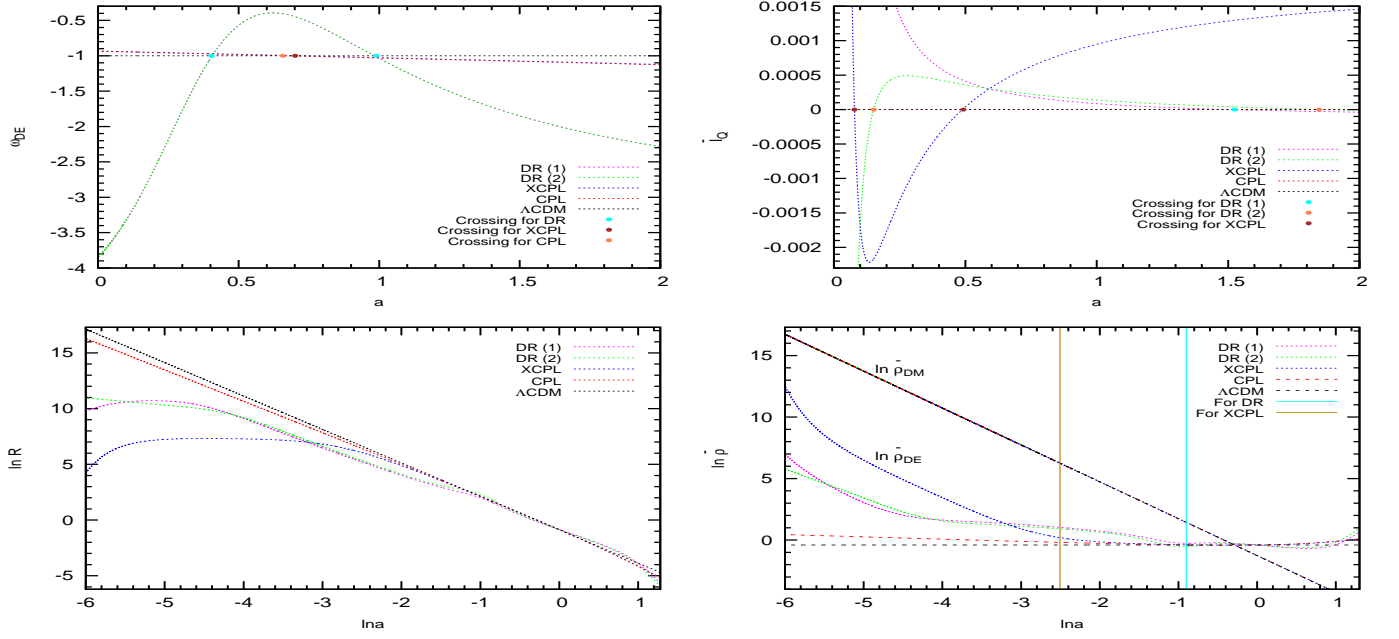 -0.5
-1
-1.5
-2
-2.5
-3
-3.5
-4
0
0.5
1
1.5
2
ω_DE
a
DR (1)
DR (2)
XCPL
CPL
ΛCDM
Crossing for DR
Crossing for XCPL
Crossing for CPL
0.0015
0.001
0.0005
0
-0.0005
-0.001
-0.0015
-0.002
0
0.5
1
1.5
2
Ī_Q
a
DR (1)
DR (2)
XCPL
CPL
ΛCDM
Crossing for DR (1)
Crossing for DR (2)
Crossing for XCPL
15
10
5
0
-5
-6
-5
-4
-3
-2
-1
0
1
ln R
lna
DR (1)
DR (2)
XCPL
CPL
ΛCDM
15
10
5
0
-6
-5
-4
-3
-2
-1
0
1
ln ρ̄
lna
ln ρ̄_DM
ln ρ̄_DE
DR (1)
DR (2)
XCPL
CPL
ΛCDM
For DR
For XCPL